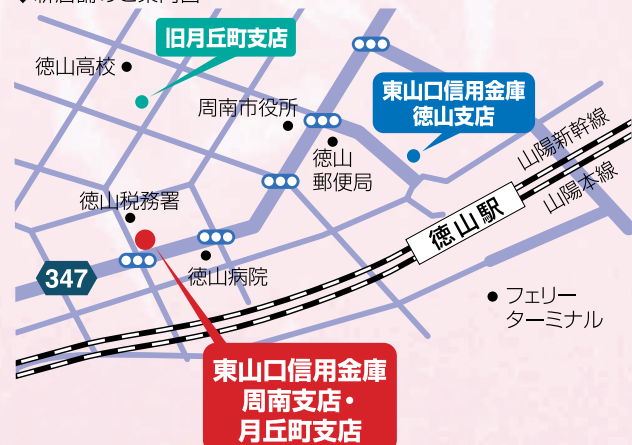 旧月丘町支店
徳山高校
東山口信用金庫
徳山支店
周南市役所
徳山
郵便局
山陽新幹線
山陽本線
徳山税務署
徳山駅
347
徳山病院
フェリー
ターミナル
東山口信用金庫
周南支店・
月丘町支店